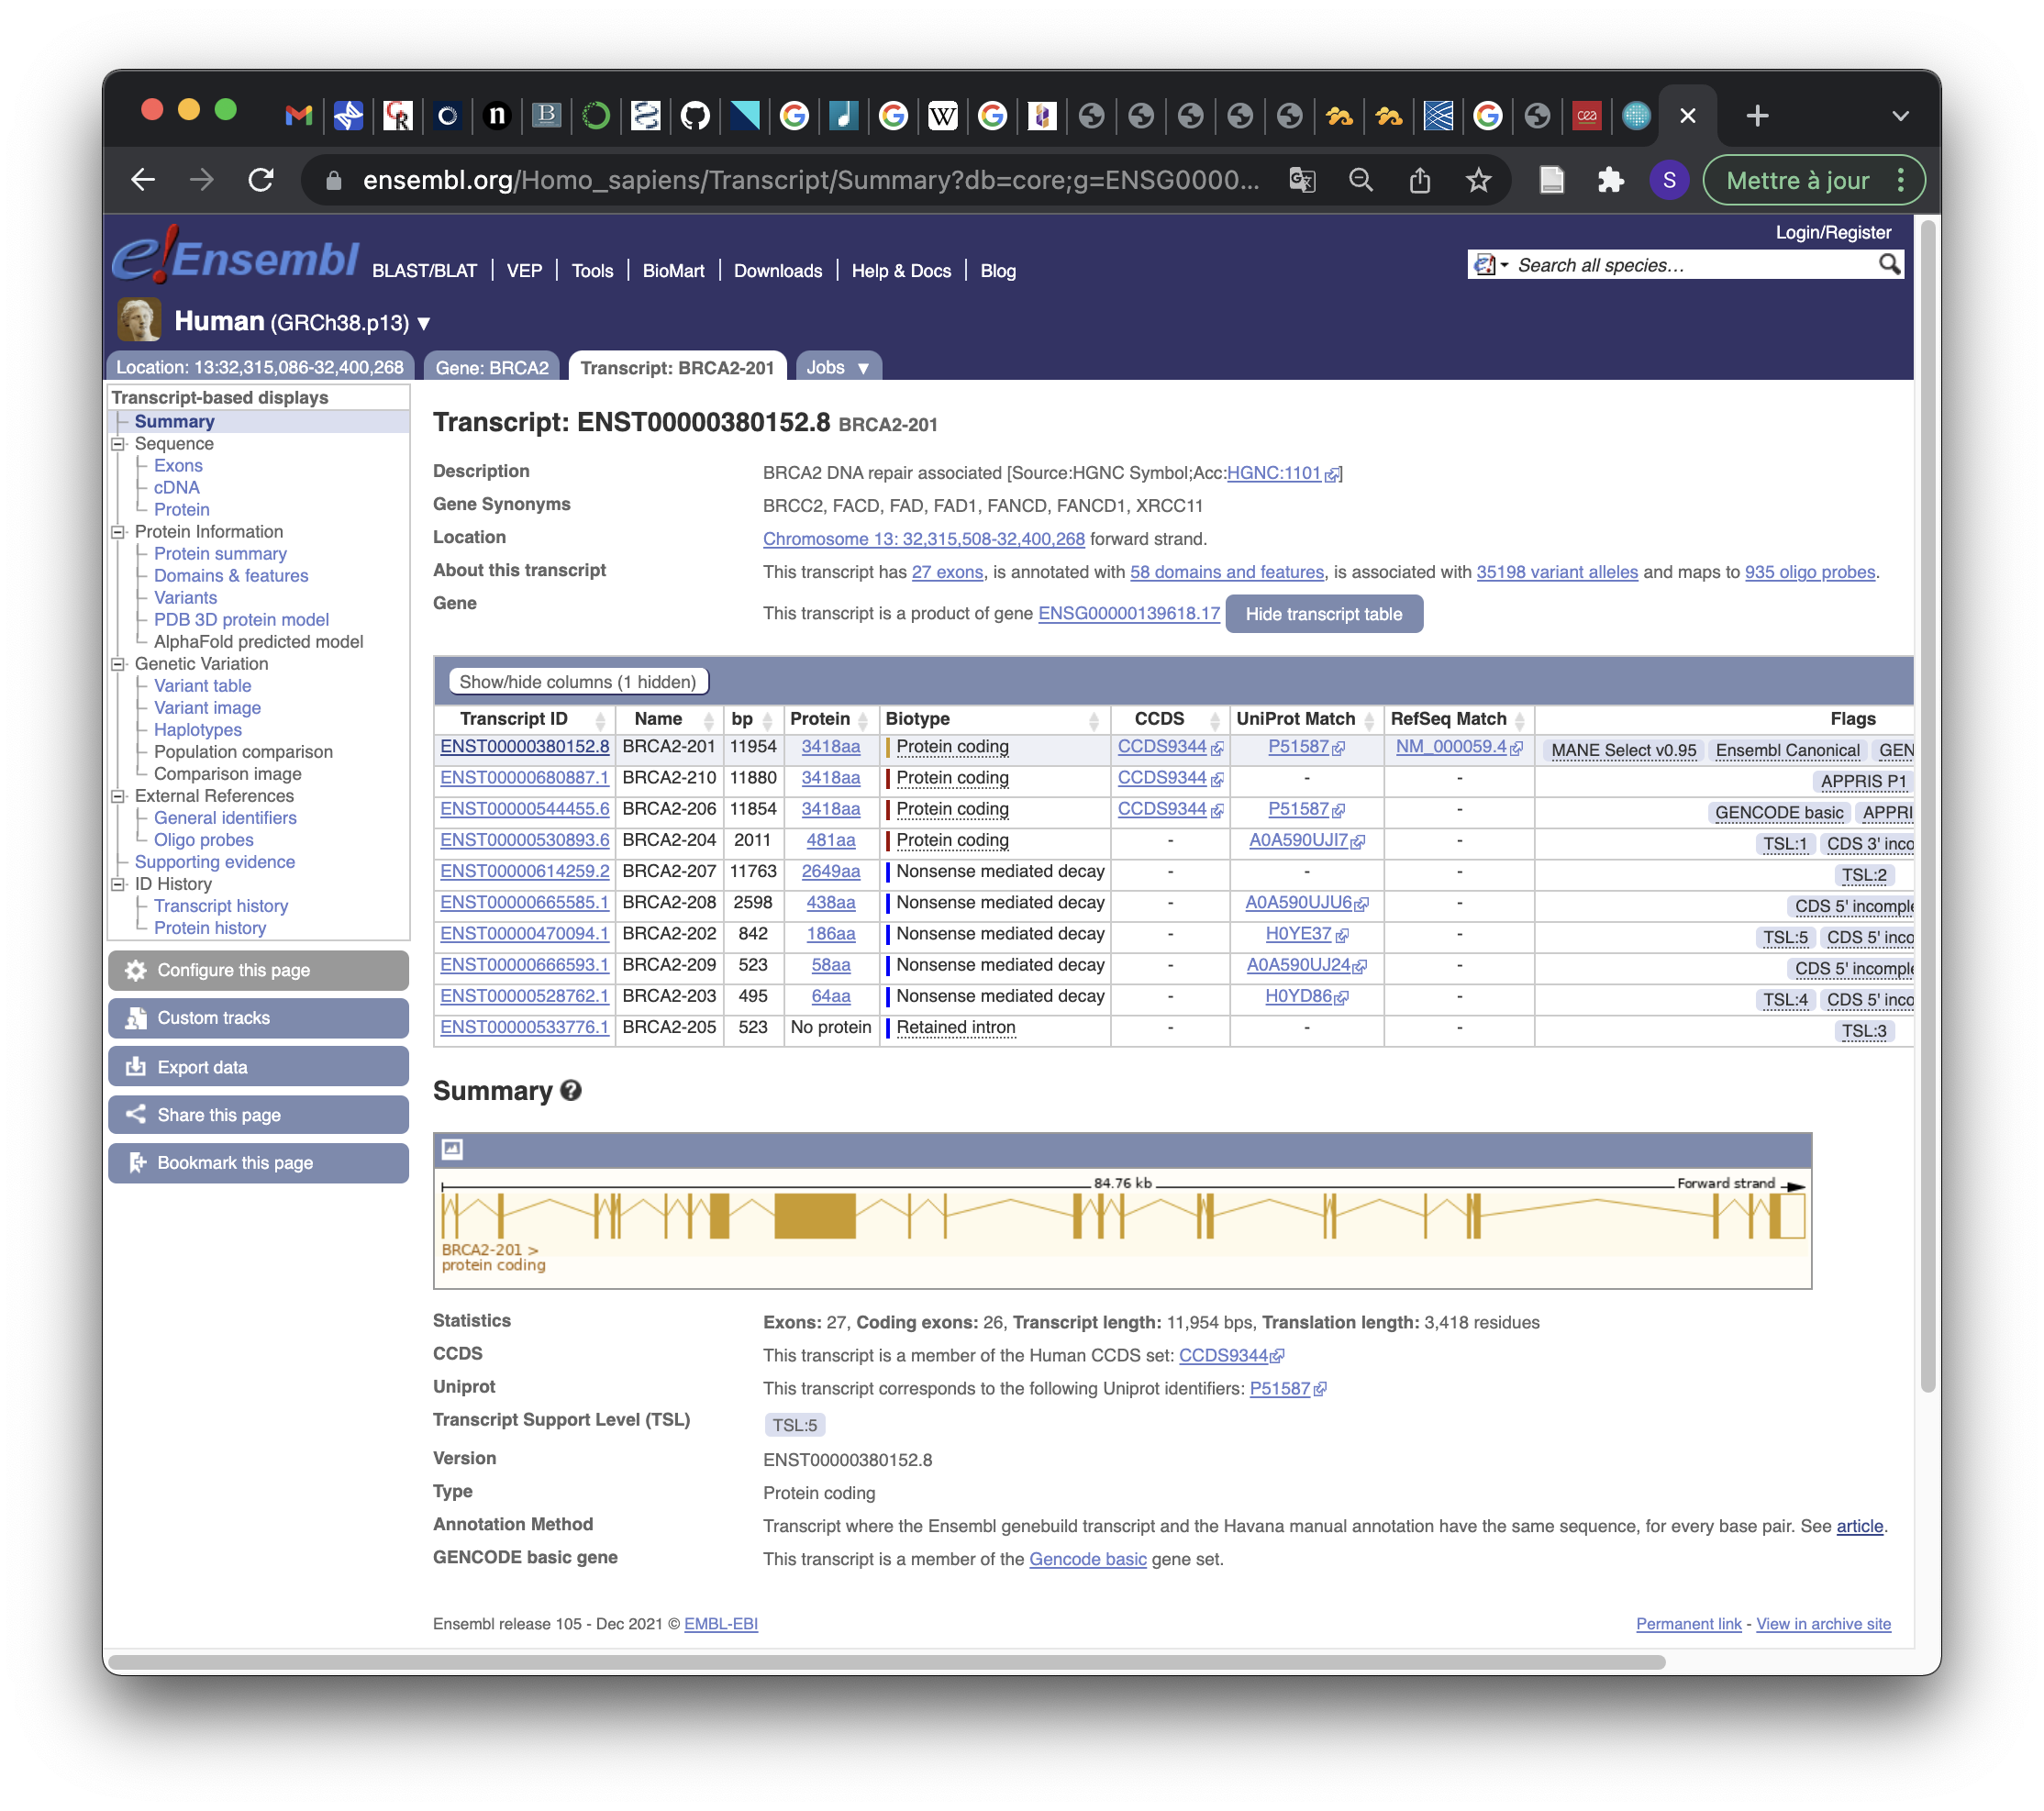 ensembl.org/Homo_sapiens/Transcript/Summary?db=core;g=ENSG0000...
S
Mettre à jour
Login/Register
e!Ensembl
BLAST/BLAT | VEP | Tools | BioMart | Downloads | Help & Docs | Blog
Search all species…
Human (GRCh38.p13) ▼
Location: 13:32,315,086-32,400,268
Gene: BRCA2
Transcript: BRCA2-201
Jobs ▼
Transcript-based displays
Summary
Sequence
Exons
cDNA
Protein
Protein Information
Protein summary
Domains & features
Variants
PDB 3D protein model
AlphaFold predicted model
Genetic Variation
Variant table
Variant image
Haplotypes
Population comparison
Comparison image
External References
General identifiers
Oligo probes
Supporting evidence
ID History
Transcript history
Protein history
Configure this page
Custom tracks
Export data
Share this page
Bookmark this page
Transcript: ENST00000380152.8 BRCA2-201
Description BRCA2 DNA repair associated [Source:HGNC Symbol;Acc:HGNC:1101]
Gene Synonyms BRCC2, FACD, FAD, FAD1, FANCD, FANCD1, XRCC11
Location Chromosome 13: 32,315,508-32,400,268 forward strand.
About this transcript This transcript has 27 exons, is annotated with 58 domains and features, is associated with 35198 variant alleles and maps to 935 oligo probes.
Gene This transcript is a product of gene ENSG00000139618.17 Hide transcript table
Show/hide columns (1 hidden)
Transcript ID Name bp Protein Biotype CCDS UniProt Match RefSeq Match Flags
ENST00000380152.8 BRCA2-201 11954 3418aa Protein coding CCDS9344 P51587 NM_000059.4 MANE Select v0.95 Ensembl Canonical GEN
ENST00000680887.1 BRCA2-210 11880 3418aa Protein coding CCDS9344 - - APPRIS P1
ENST00000544455.6 BRCA2-206 11854 3418aa Protein coding CCDS9344 P51587 - GENCODE basic APPRI
ENST00000530893.6 BRCA2-204 2011 481aa Protein coding - A0A590UJI7 - TSL:1 CDS 3' inco
ENST00000614259.2 BRCA2-207 11763 2649aa Nonsense mediated decay - - - TSL:2
ENST00000665585.1 BRCA2-208 2598 438aa Nonsense mediated decay - A0A590UJU6 - CDS 5' incomple
ENST00000470094.1 BRCA2-202 842 186aa Nonsense mediated decay - H0YE37 - TSL:5 CDS 5' inco
ENST00000666593.1 BRCA2-209 523 58aa Nonsense mediated decay - A0A590UJ24 - CDS 5' incomple
ENST00000528762.1 BRCA2-203 495 64aa Nonsense mediated decay - H0YD86 - TSL:4 CDS 5' inco
ENST00000533776.1 BRCA2-205 523 No protein Retained intron - - - TSL:3
Summary ?
84.76 kb Forward strand
BRCA2-201 >
protein coding
Statistics Exons: 27, Coding exons: 26, Transcript length: 11,954 bps, Translation length: 3,418 residues
CCDS This transcript is a member of the Human CCDS set: CCDS9344
Uniprot This transcript corresponds to the following Uniprot identifiers: P51587
Transcript Support Level (TSL) TSL:5
Version ENST00000380152.8
Type Protein coding
Annotation Method Transcript where the Ensembl genebuild transcript and the Havana manual annotation have the same sequence, for every base pair. See article.
GENCODE basic gene This transcript is a member of the Gencode basic gene set.
Ensembl release 105 - Dec 2021 © EMBL-EBI
Permanent link - View in archive site